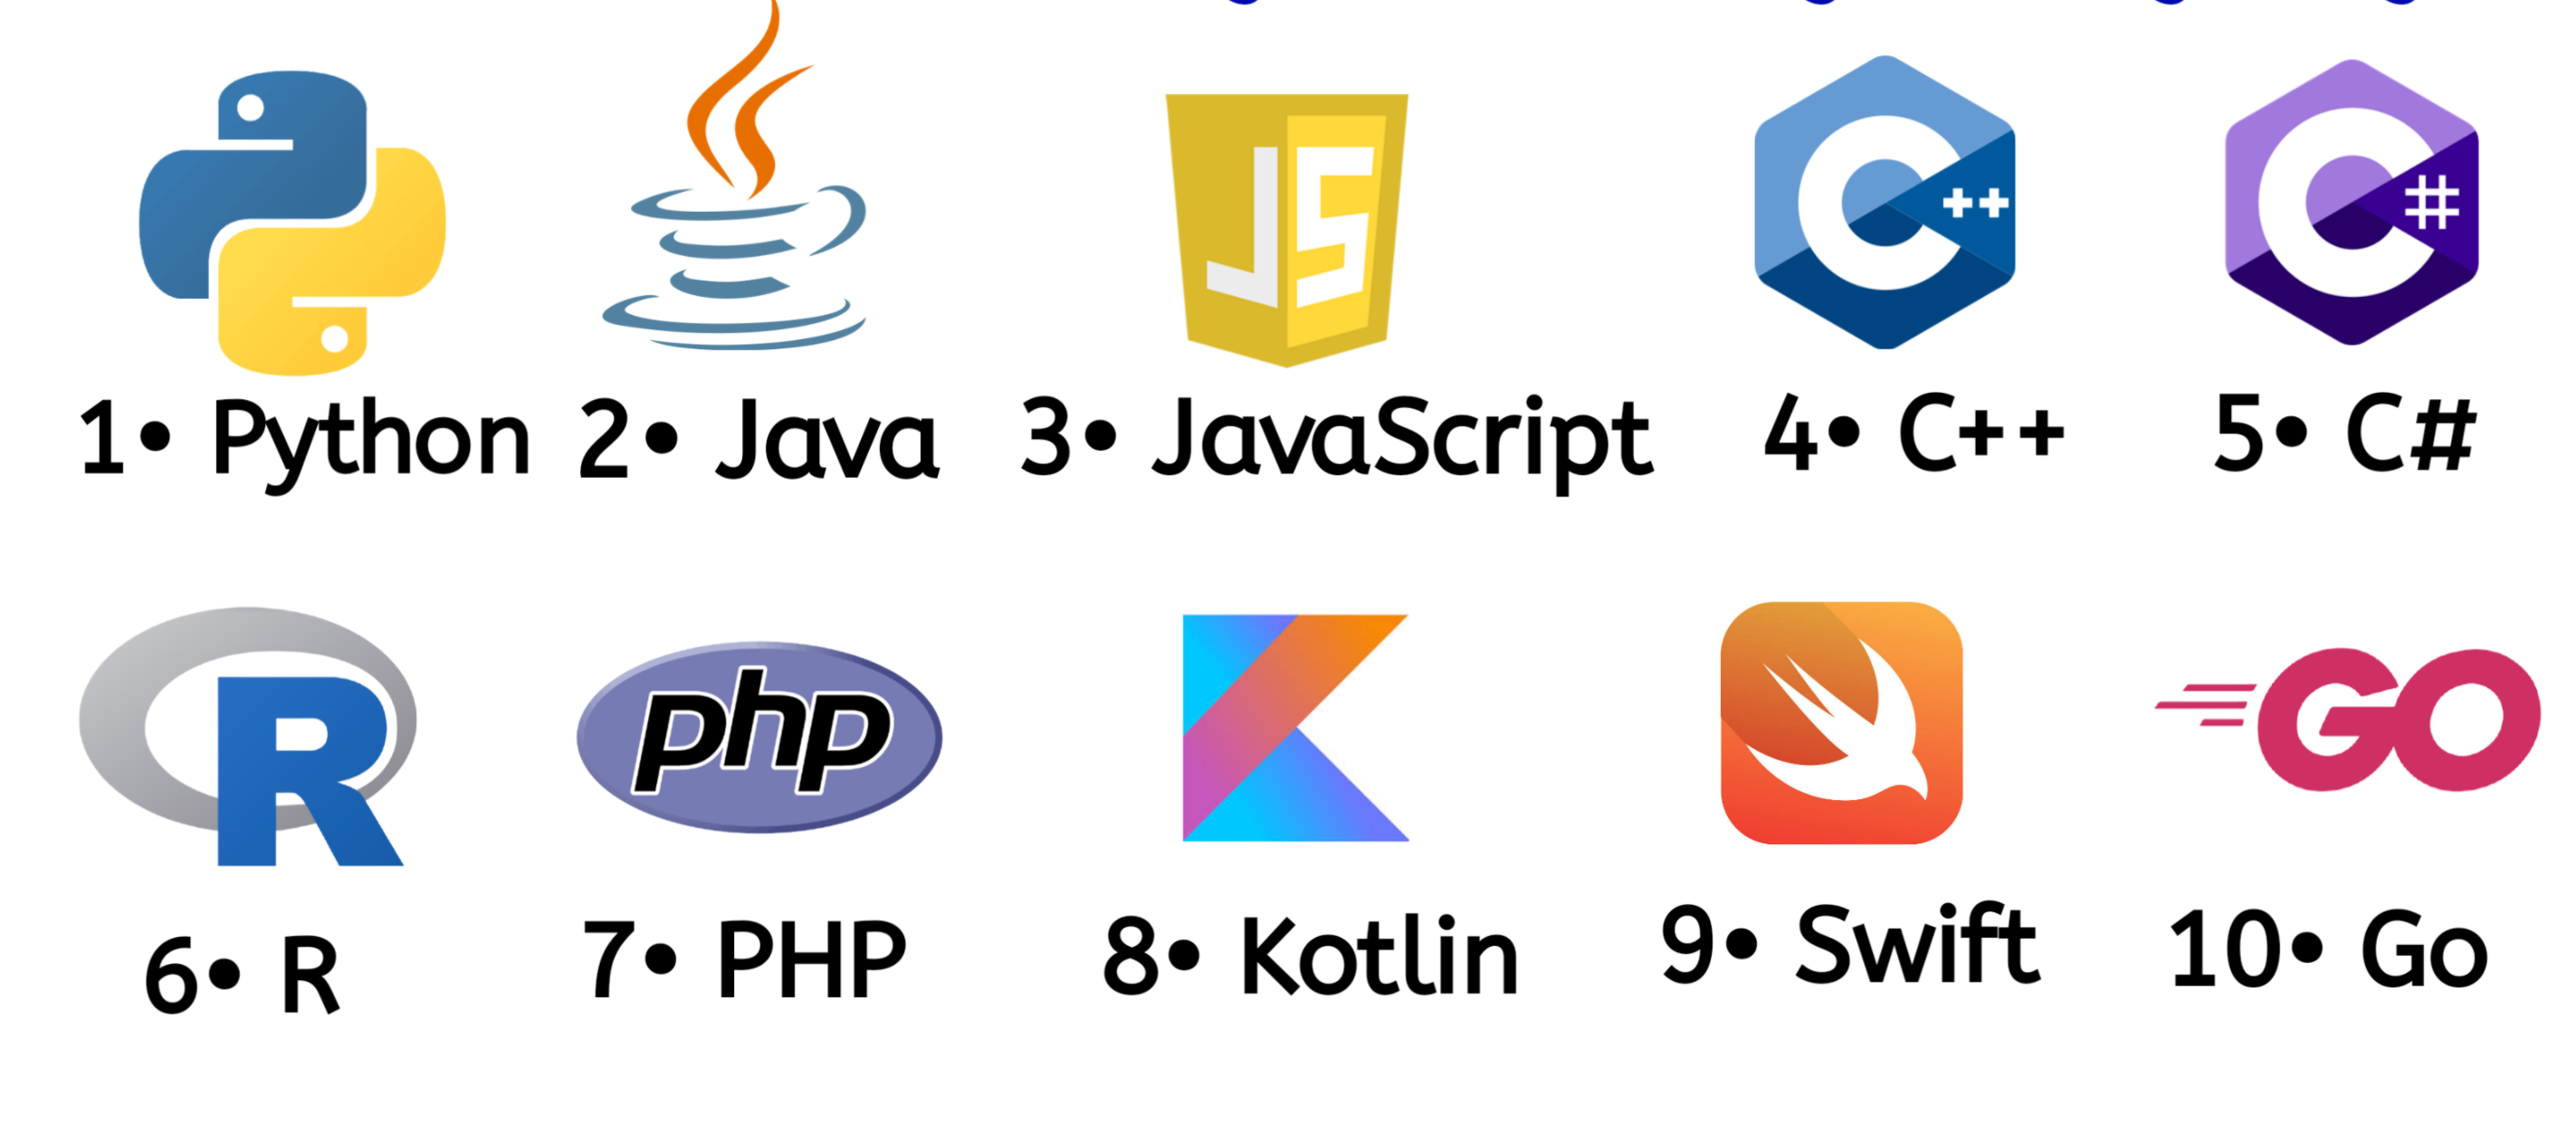 JS
++
#
1• Python 2• Java 3• JavaScript 4• C++ 5• C#
R
php
GO
6• R 7• PHP 8• Kotlin 9• Swift 10• Go